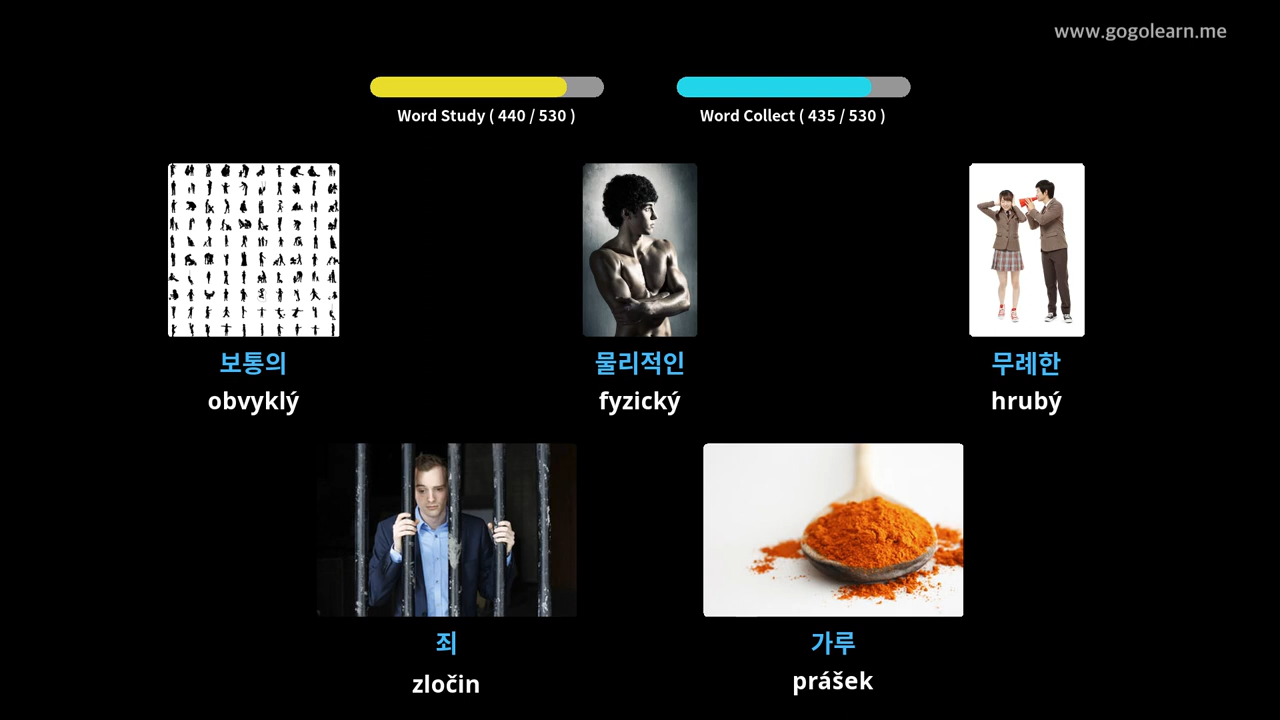 www.gogolearn.me
Word Study ( 440 / 530 )
Word Collect ( 435 / 530 )
보통의
obvyklý
물리적인
fyzický
무례한
hrubý
죄
zločin
가루
prášek